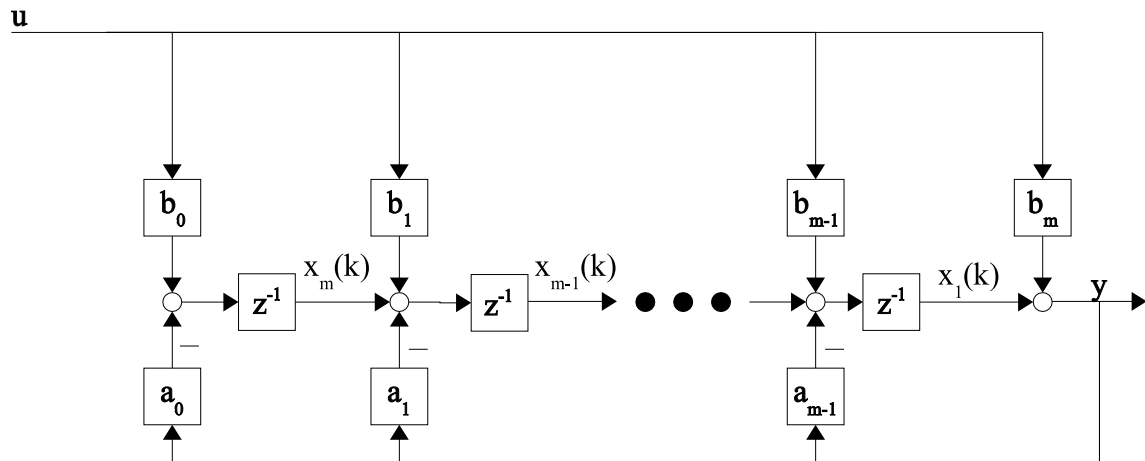 u
b₀ b₁ bₘ₋₁ bₘ
xₘ(k) xₘ₋₁(k) x₁(k) y
z⁻¹ z⁻¹ z⁻¹
– – –
a₀ a₁ aₘ₋₁